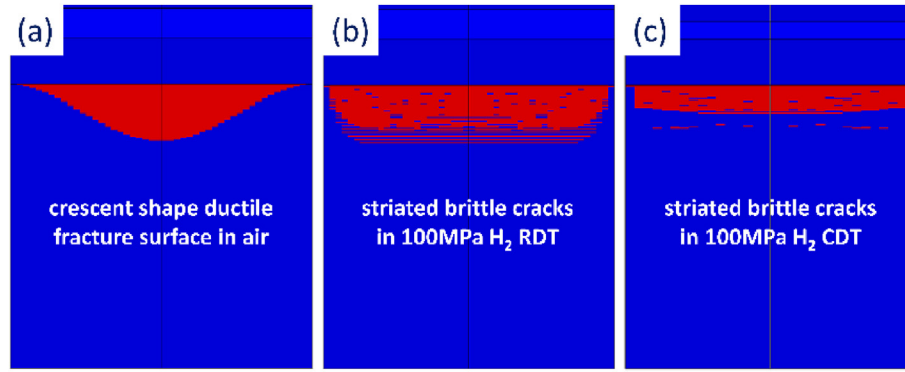 (a)
(b)
(c)
crescent shape ductile
fracture surface in air
striated brittle cracks
in 100MPa H₂ RDT
striated brittle cracks
in 100MPa H₂ CDT